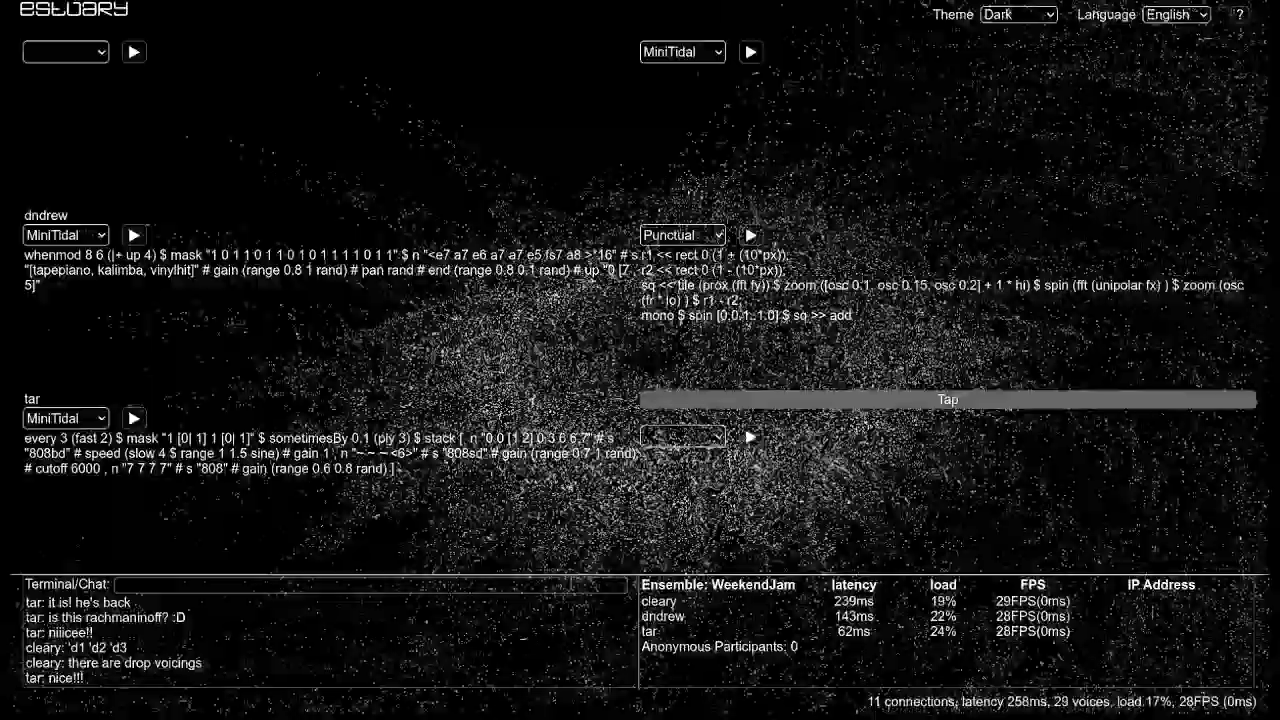 estuary
Theme Dark Language English ?
MiniTidal
dndrew
MiniTidal
whenmod 8 6 (|+ up 4) $ mask "1 0 1 1 0 1 1 0 1 0 1 1 1 1 0 1 1" $ n "<e7 a7 e6 a7 a7 e5 fs7 a8 >*16" # s
"[tapepiano, kalimba, vinylhit]" # gain (range 0.8 1 rand) # pan rand # end (range 0.8 0.1 rand) # up "0 [7
5]"
Punctual
r1 << rect 0 (1 + (10*px));
r2 << rect 0 (1 - (10*px));
sq << tile (prox (fft fy)) $ zoom ([osc 0.1, osc 0.15, osc 0.2] + 1 * hi) $ spin (fft (unipolar fx) ) $ zoom (osc
(fr * lo) ) $ r1 - r2;
mono $ spin [0,0.1..1.0] $ sq >> add
tar
MiniTidal
every 3 (fast 2) $ mask "1 [0| 1] 1 [0| 1]" $ sometimesBy 0.1 (ply 3) $ stack [ n "0 0 [1 2] 0 3 6 6 7" # s
"808bd" # speed (slow 4 $ range 1 1.5 sine) # gain 1 , n "~ ~ ~ <6>" # s "808sd" # gain (range 0.7 1 rand)
# cutoff 6000 , n "7 7 7 7" # s "808" # gain (range 0.6 0.8 rand) ]
Tap
Terminal/Chat:
tar: it is! he's back
tar: is this rachmaninoff? :D
tar: niiicee!!
cleary: 'd1 'd2 'd3
cleary: there are drop voicings
tar: nice!!!
Ensemble: WeekendJam latency load FPS IP Address
cleary 239ms 19% 29FPS(0ms)
dndrew 143ms 22% 28FPS(0ms)
tar 62ms 24% 28FPS(0ms)
Anonymous Participants: 0
11 connections, latency 258ms, 29 voices, load 17%, 28FPS (0ms)